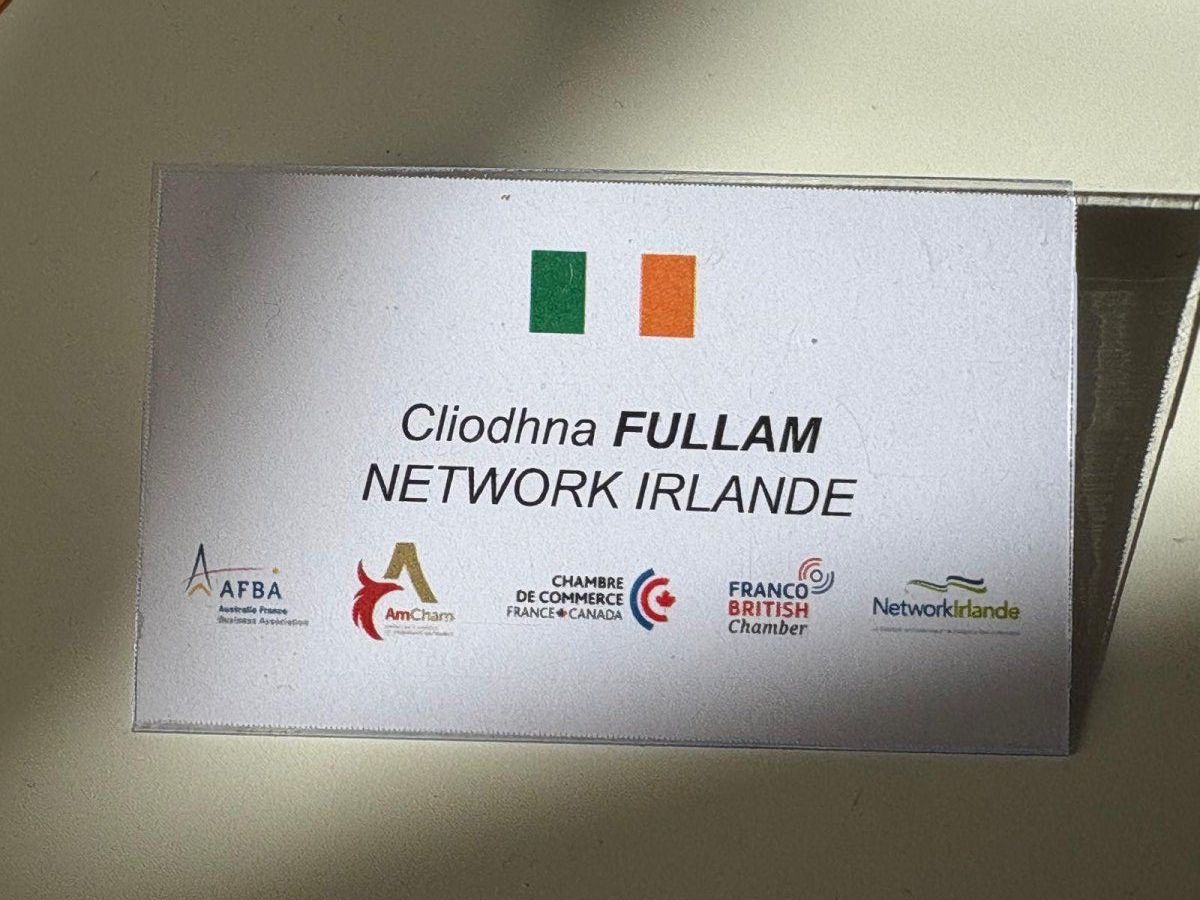 Cliodhna FULLAM
NETWORK IRLANDE
AFBA
Australia France
Business Association
AmCham
CHAMBRE
DE COMMERCE
FRANCE CANADA
FRANCO
BRITISH
Chamber
NetworkIrlande